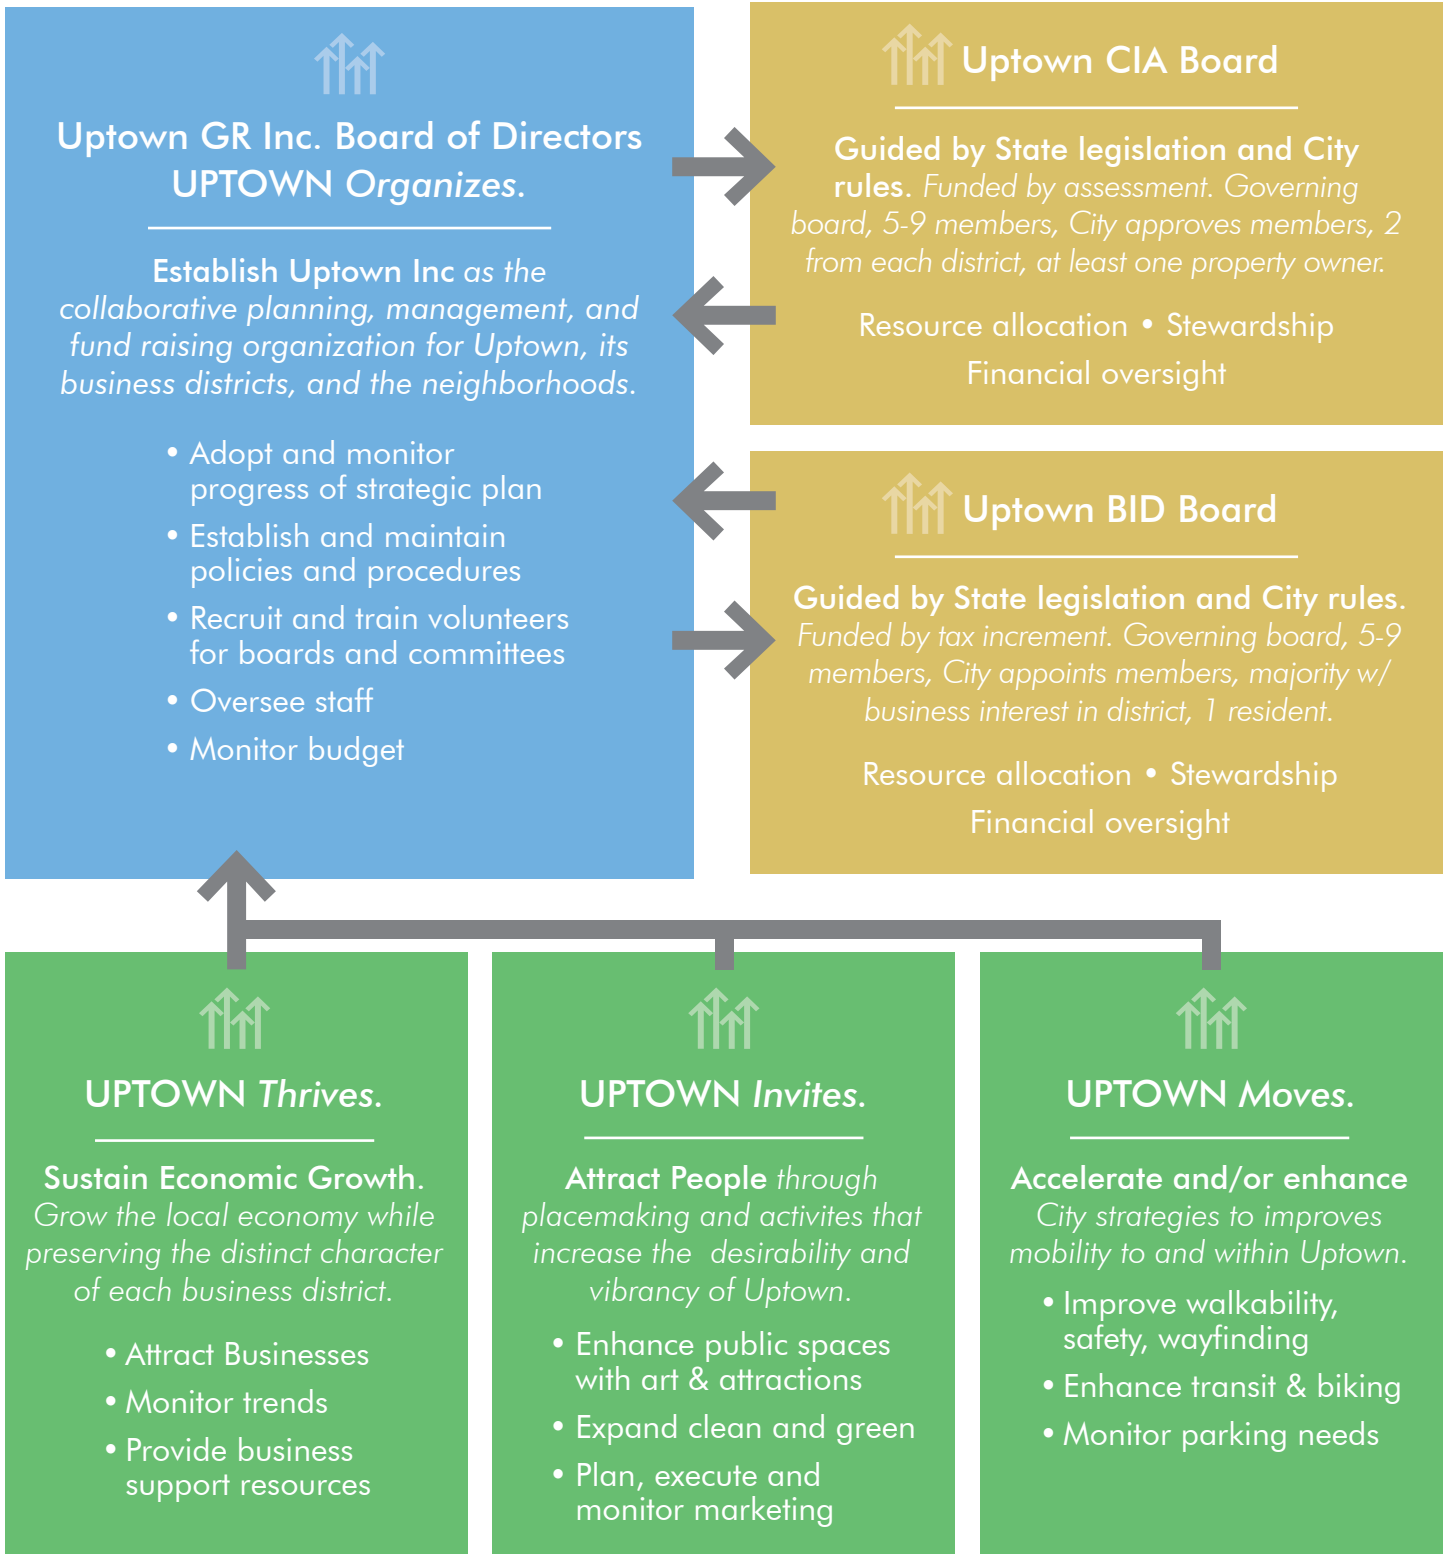 Uptown GR Inc. Board of Directors
UPTOWN Organizes.
Establish Uptown Inc as the
collaborative planning, management, and
fund raising organization for Uptown, its
business districts, and the neighborhoods.
• Adopt and monitor
progress of strategic plan
• Establish and maintain
policies and procedures
• Recruit and train volunteers
for boards and committees
• Oversee staff
• Monitor budget
Uptown CIA Board
Guided by State legislation and City
rules. Funded by assessment. Governing
board, 5-9 members, City approves members, 2
from each district, at least one property owner.
Resource allocation • Stewardship
Financial oversight
Uptown BID Board
Guided by State legislation and City rules.
Funded by tax increment. Governing board, 5-9
members, City appoints members, majority w/
business interest in district, 1 resident.
Resource allocation • Stewardship
Financial oversight
UPTOWN Thrives.
Sustain Economic Growth.
Grow the local economy while
preserving the distinct character
of each business district.
• Attract Businesses
• Monitor trends
• Provide business
support resources
UPTOWN Invites.
Attract People through
placemaking and activites that
increase the desirability and
vibrancy of Uptown.
• Enhance public spaces
with art & attractions
• Expand clean and green
• Plan, execute and
monitor marketing
UPTOWN Moves.
Accelerate and/or enhance
City strategies to improves
mobility to and within Uptown.
• Improve walkability,
safety, wayfinding
• Enhance transit & biking
• Monitor parking needs